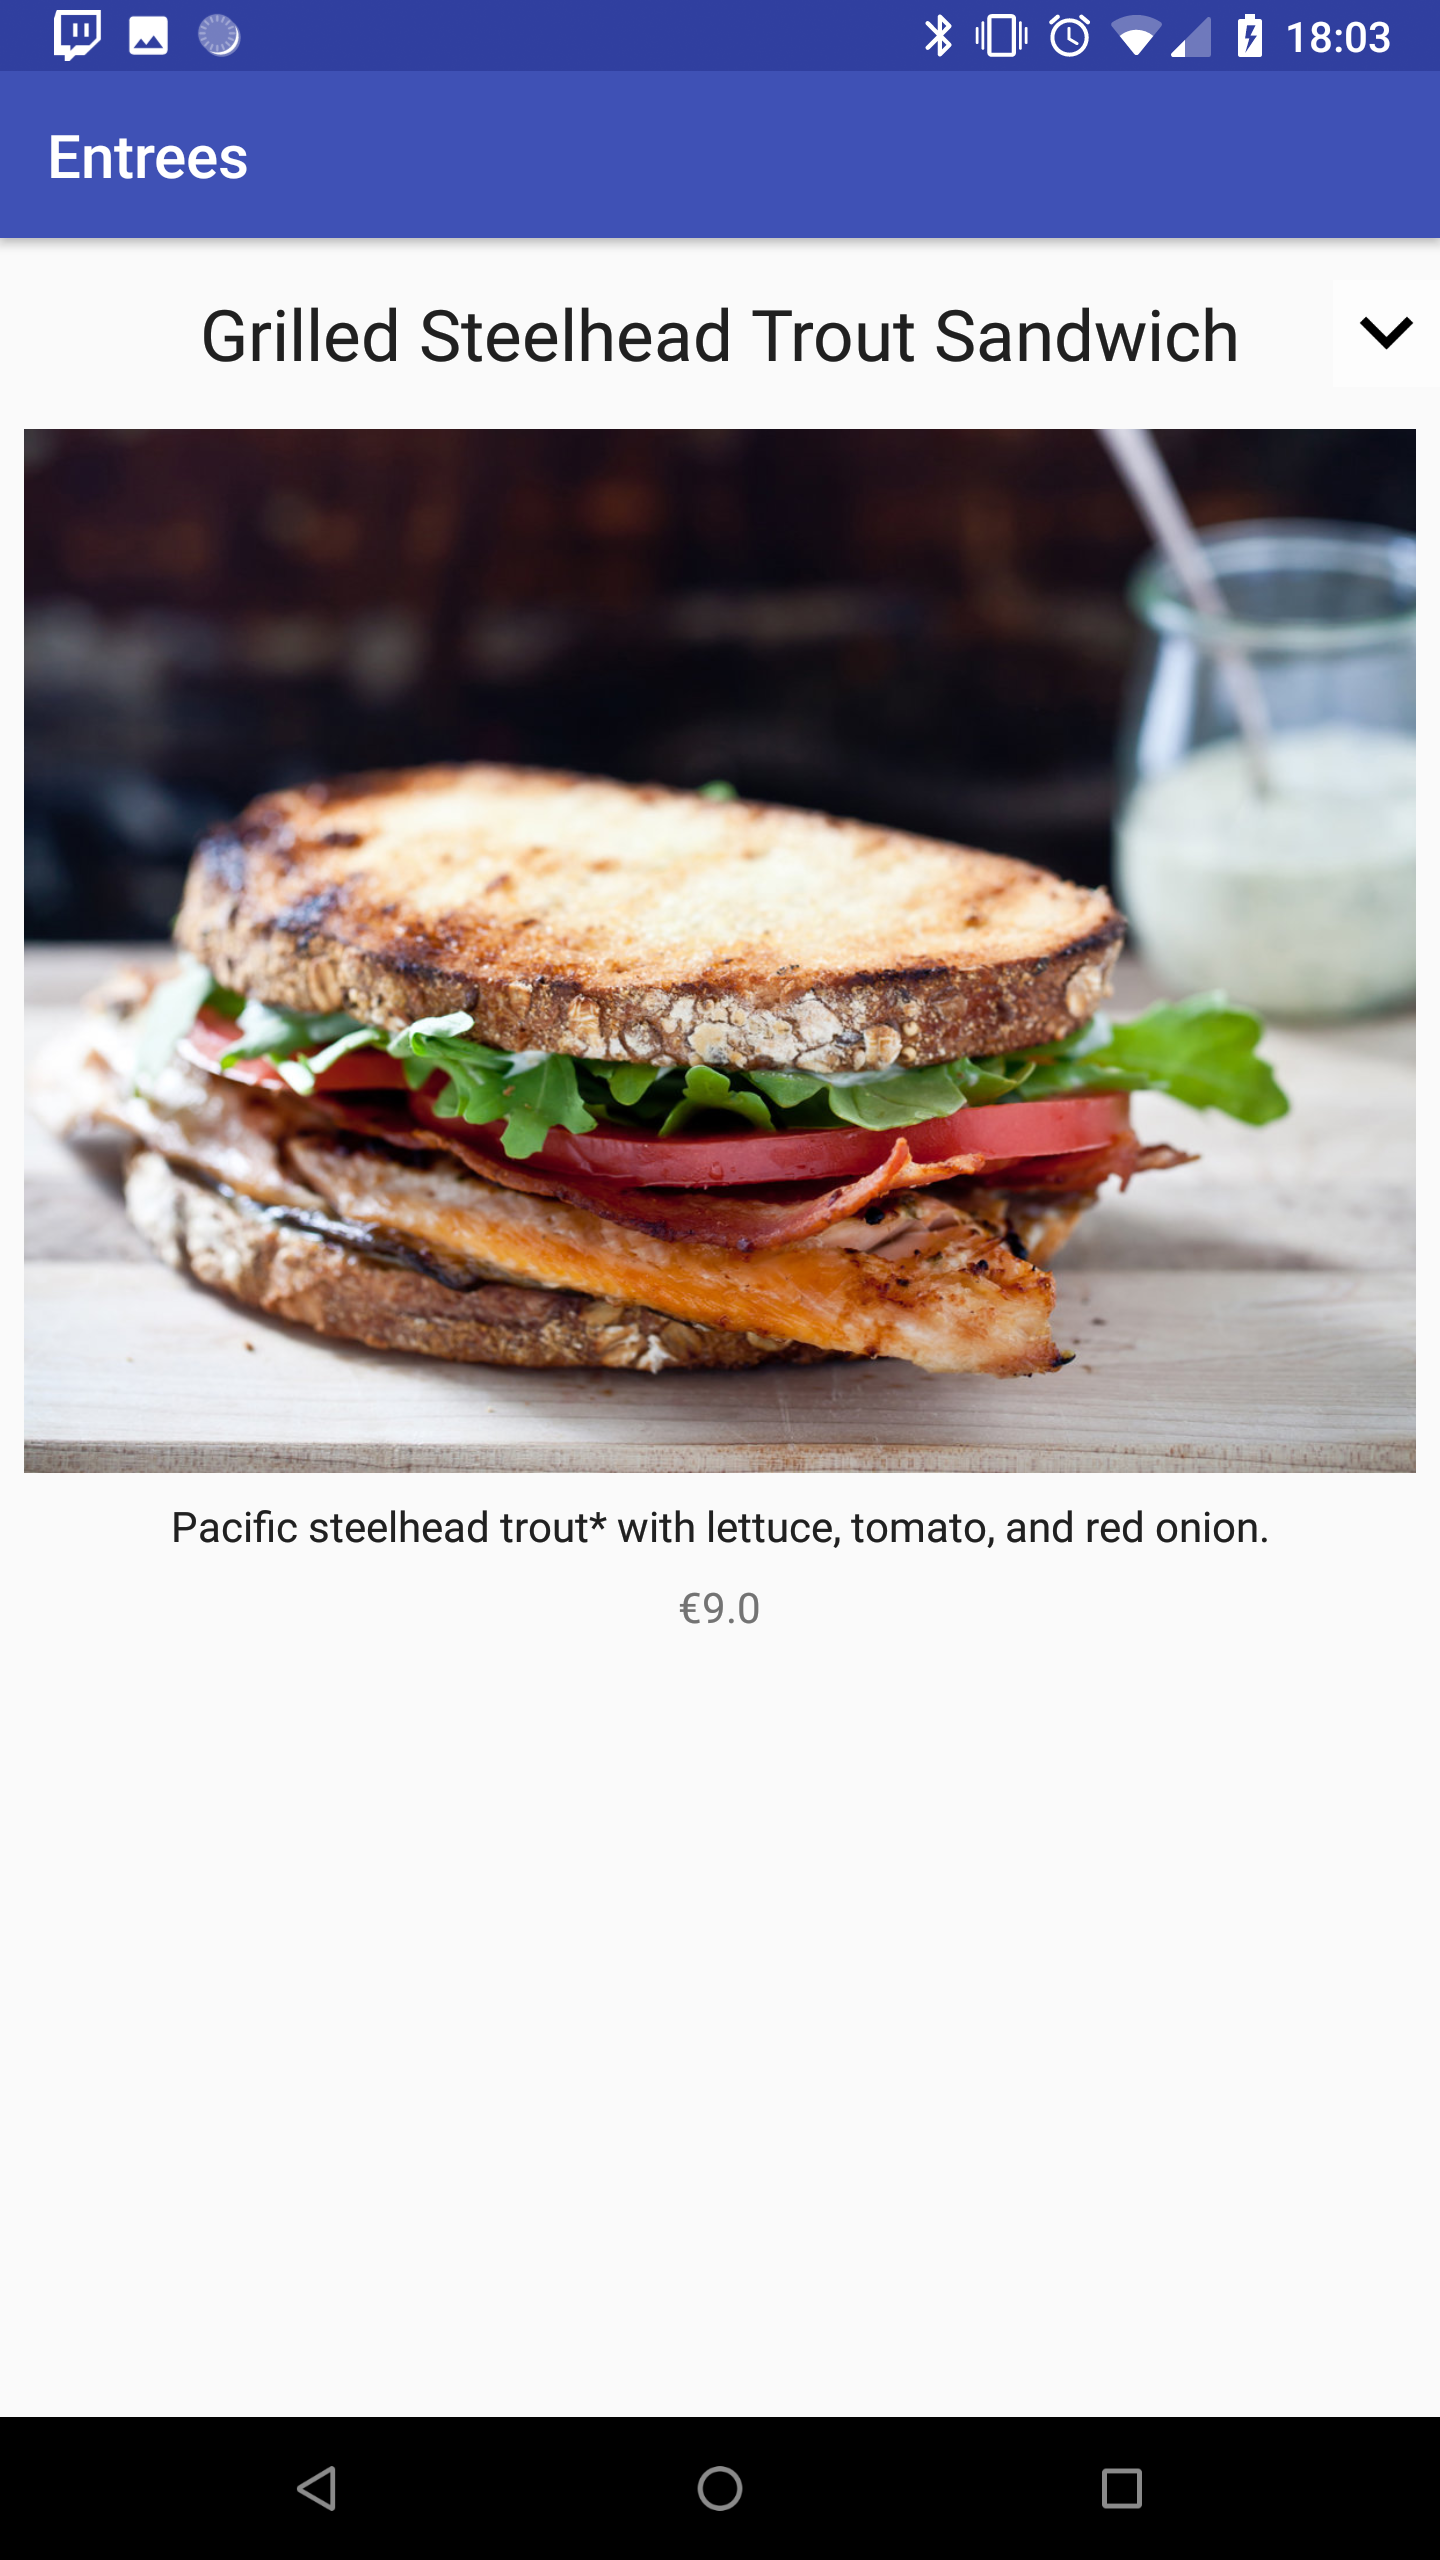 18:03
Entrees
Grilled Steelhead Trout Sandwich
Pacific steelhead trout* with lettuce, tomato, and red onion.
€9.0